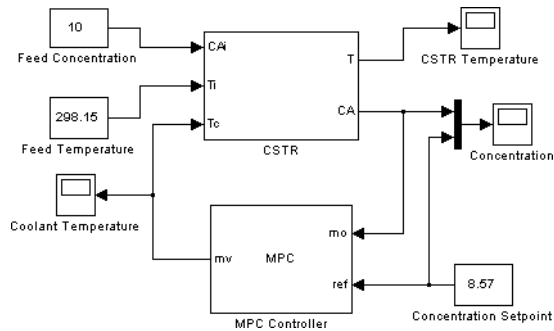 10
Feed Concentration
298.15
Feed Temperature
CAi
Ti
Tc
T
CA
CSTR
CSTR Temperature
Concentration
Coolant Temperature
mv
MPC
mo
ref
MPC Controller
8.57
Concentration Setpoint